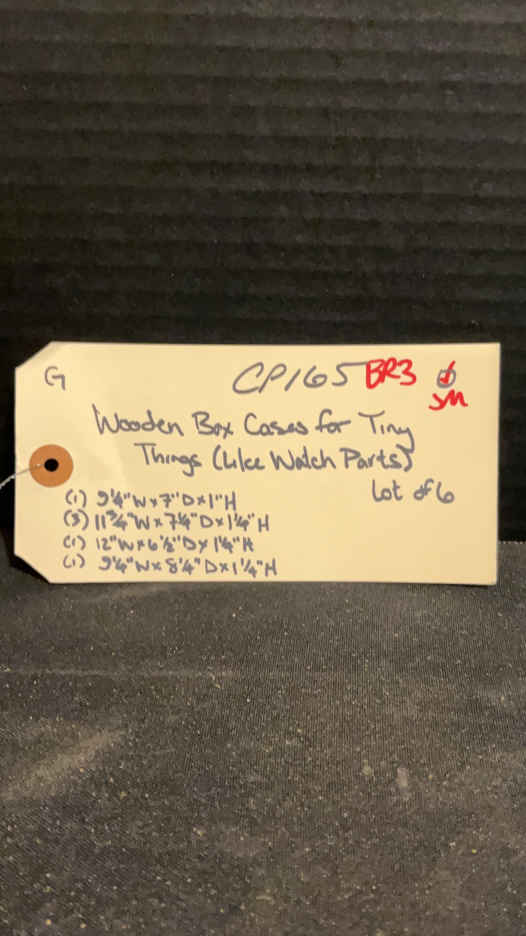 G CP165 BR3
SM
Wooden Box Cases for Tiny
Things (Like Watch Parts)
Lot of 6
(1) 9¼"W x 7"D x 1"H
(3) 11¾"W x 7¼"D x 1¼"H
(1) 12"W x 6½"D x 1¼"H
(1) 9¼"W x 8¼"D x 1¼"H